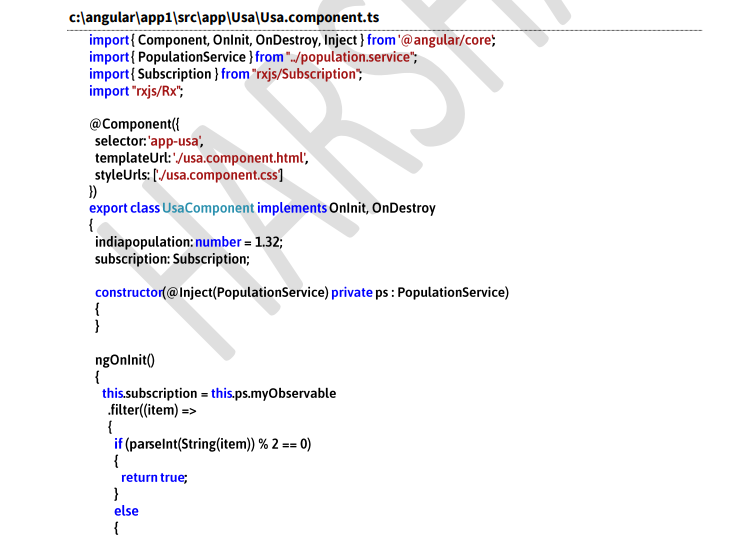 c:\angular\app1\src\app\Usa\Usa.component.ts
import { Component, OnInit, OnDestroy, Inject } from '@angular/core';
import { PopulationService } from "../population.service";
import { Subscription } from "rxjs/Subscription";
import "rxjs/Rx";
@Component({
selector: 'app-usa',
templateUrl: './usa.component.html',
styleUrls: ['./usa.component.css']
})
export class UsaComponent implements OnInit, OnDestroy
{
indiapopulation: number = 1.32;
subscription: Subscription;
constructor(@Inject(PopulationService) private ps : PopulationService)
{
}
ngOnInit()
{
this.subscription = this.ps.myObservable
.filter((item) =>
{
if (parseInt(String(item)) % 2 == 0)
{
return true;
}
else
{